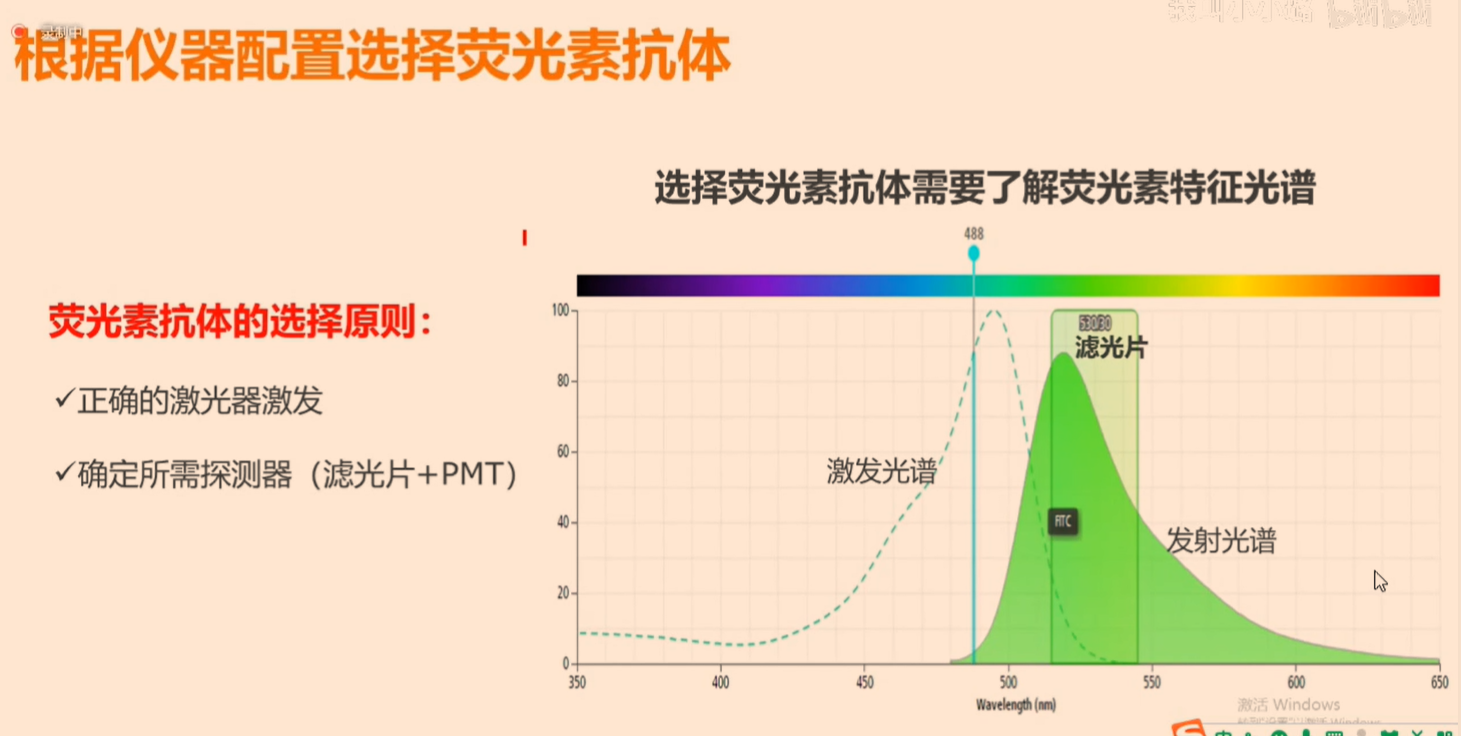 录制中
根据仪器配置选择荧光素抗体
选择荧光素抗体需要了解荧光素特征光谱
488
荧光素抗体的选择原则：
✓正确的激光器激发
✓确定所需探测器（滤光片+PMT）
100
80
60
40
20
0
530/30
滤光片
激发光谱
FITC
发射光谱
350 400 450 500 550 600 650
Wavelength (nm)
激活 Windows
中